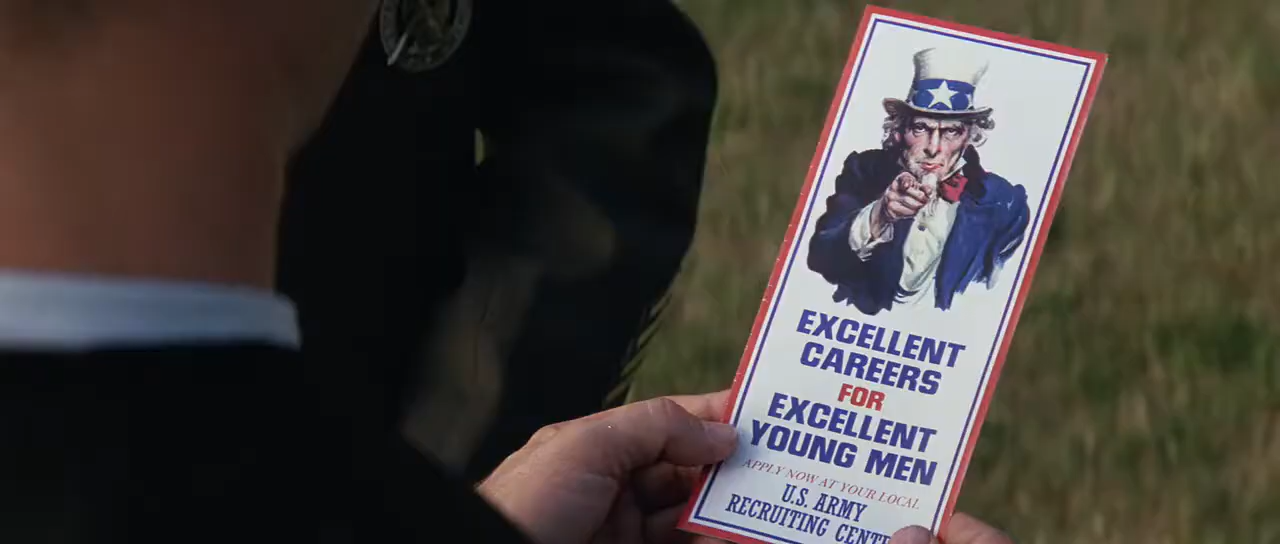 EXCELLENT
CAREERS
FOR
EXCELLENT
YOUNG MEN
APPLY NOW AT YOUR LOCAL
U.S. ARMY
RECRUITING